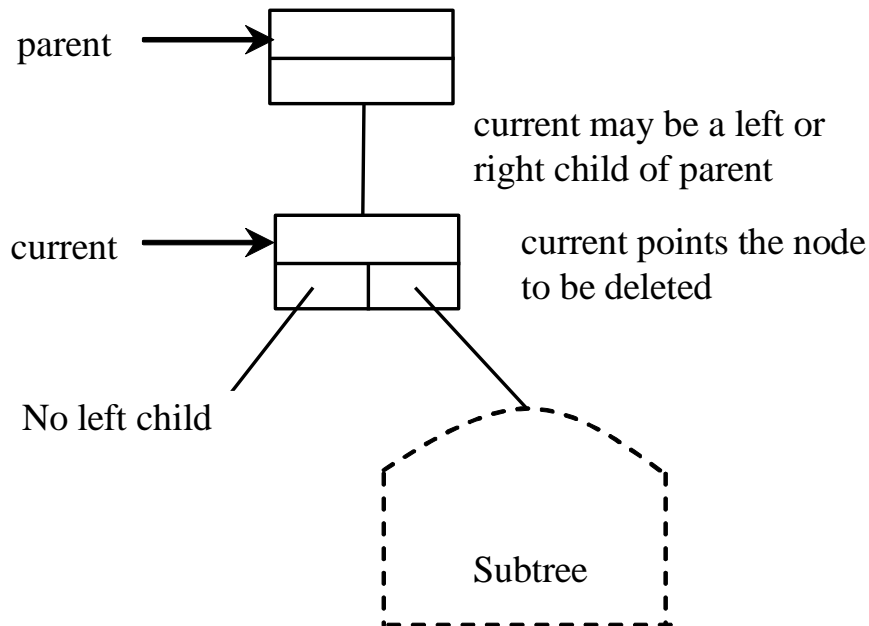 parent
current may be a left or
right child of parent
current
current points the node
to be deleted
No left child
Subtree